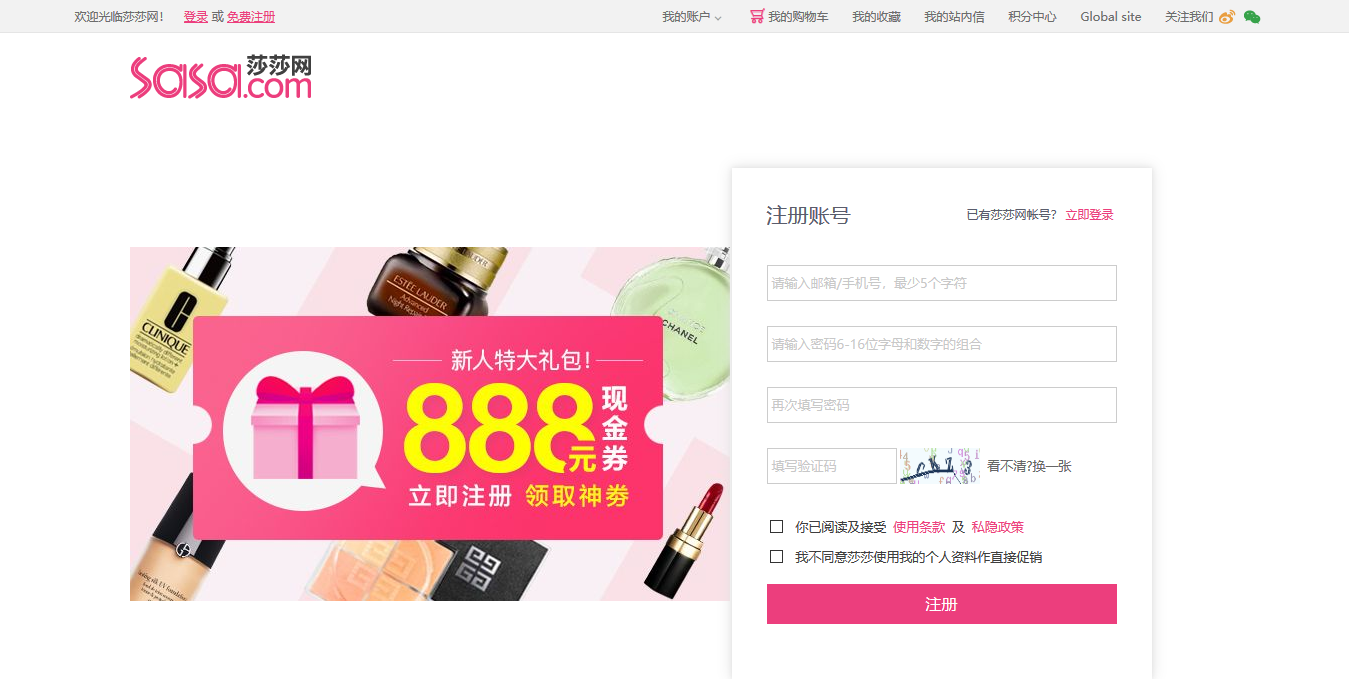 欢迎光临莎莎网！ 登录 或 免费注册 我的账户 我的购物车 我的收藏 我的站内信 积分中心 Global site 关注我们
Sasa.com 莎莎网
注册账号 已有莎莎网帐号？ 立即登录
请输入邮箱/手机号，最少5个字符
请输入密码6-16位字母和数字的组合
再次填写密码
填写验证码 看不清?换一张
你已阅读及接受 使用条款 及 私隐政策
我不同意莎莎使用我的个人资料作直接促销
注册
新人特大礼包!
888元现金券
立即注册 领取神券
CLINIQUE
ESTEE LAUDER
Advanced
Night Repair
CHANEL